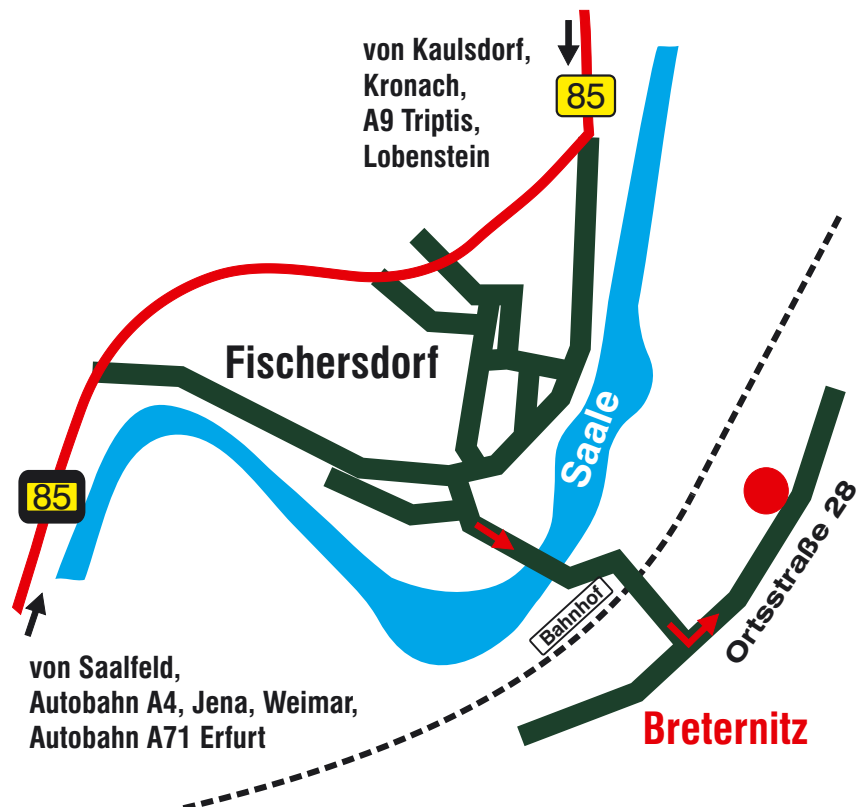 von Kaulsdorf,
Kronach,
A9 Triptis,
Lobenstein
85
Fischersdorf
Saale
85
Ortsstraße 28
Bahnhof
von Saalfeld,
Autobahn A4, Jena, Weimar,
Autobahn A71 Erfurt
Breternitz